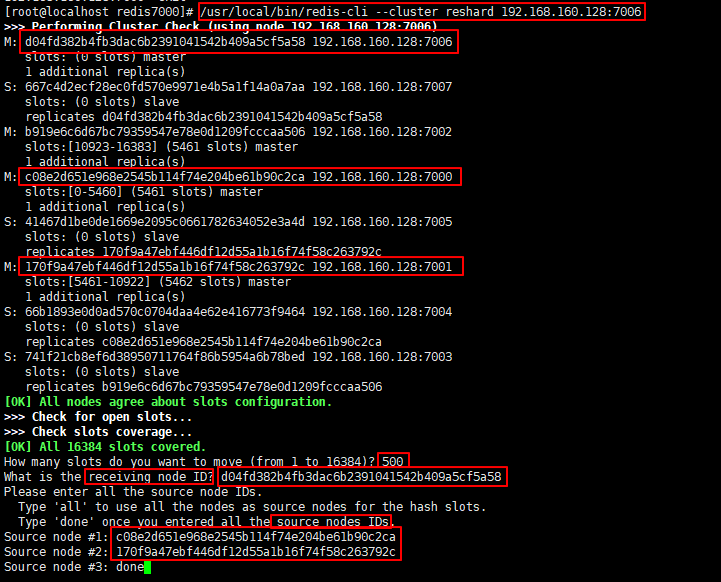 [root@localhost redis7000]# /usr/local/bin/redis-cli --cluster reshard 192.168.160.128:7006
>>> Performing Cluster Check (using node 192.168.160.128:7006)
M: d04fd382b4fb3dac6b2391041542b409a5cf5a58 192.168.160.128:7006
   slots: (0 slots) master
   1 additional replica(s)
S: 667c4d2ecf28ec0fd570e9971e4b5a1f14a0a7aa 192.168.160.128:7007
   slots: (0 slots) slave
   replicates d04fd382b4fb3dac6b2391041542b409a5cf5a58
M: b919e6c6d67bc79359547e78e0d1209fcccaa506 192.168.160.128:7002
   slots:[10923-16383] (5461 slots) master
   1 additional replica(s)
M: c08e2d651e968e2545b114f74e204be61b90c2ca 192.168.160.128:7000
   slots:[0-5460] (5461 slots) master
   1 additional replica(s)
S: 41467d1be0de1669e2095c0661782634052e3a4d 192.168.160.128:7005
   slots: (0 slots) slave
   replicates 170f9a47ebf446df12d55a1b16f74f58c263792c
M: 170f9a47ebf446df12d55a1b16f74f58c263792c 192.168.160.128:7001
   slots:[5461-10922] (5462 slots) master
   1 additional replica(s)
S: 66b1893e0d0ad570c0704daa4e62e416773f9464 192.168.160.128:7004
   slots: (0 slots) slave
   replicates c08e2d651e968e2545b114f74e204be61b90c2ca
S: 741f21cb8ef6d38950711764f86b5954a6b78bed 192.168.160.128:7003
   slots: (0 slots) slave
   replicates b919e6c6d67bc79359547e78e0d1209fcccaa506
[OK] All nodes agree about slots configuration.
>>> Check for open slots...
>>> Check slots coverage...
[OK] All 16384 slots covered.
How many slots do you want to move (from 1 to 16384)? 500
What is the receiving node ID? d04fd382b4fb3dac6b2391041542b409a5cf5a58
Please enter all the source node IDs.
  Type 'all' to use all the nodes as source nodes for the hash slots.
  Type 'done' once you entered all the source nodes IDs.
Source node #1: c08e2d651e968e2545b114f74e204be61b90c2ca
Source node #2: 170f9a47ebf446df12d55a1b16f74f58c263792c
Source node #3: done